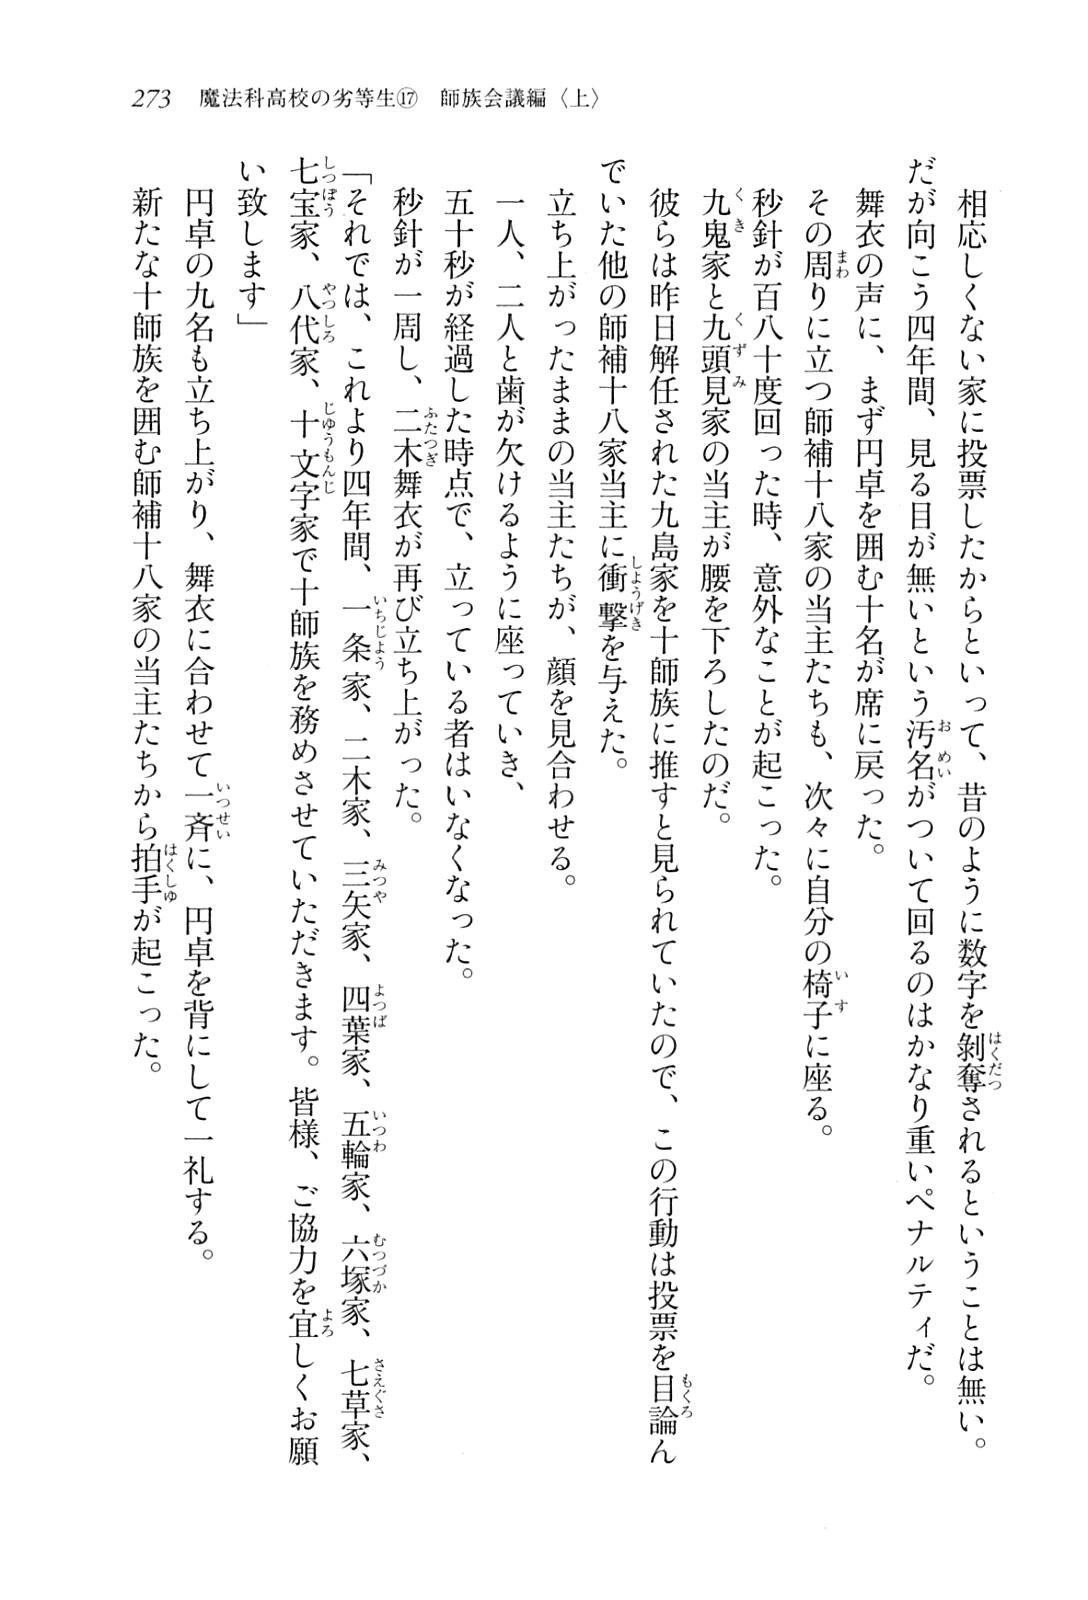 273　魔法科高校の劣等生⑰　師族会議編〈上〉
相応しくない家に投票したからといって、昔のように数字を剝奪されるということは無い。
だが向こう四年間、見る目が無いという汚名がついて回るのはかなり重いペナルティだ。
舞衣の声に、まず円卓を囲む十名が席に戻った。
その周りに立つ師補十八家の当主たちも、次々に自分の椅子に座る。
秒針が百八十度回った時、意外なことが起こった。
九鬼家と九頭見家の当主が腰を下ろしたのだ。
彼らは昨日解任された九島家を十師族に推すと見られていたので、この行動は投票を目論ん
でいた他の師補十八家当主に衝撃を与えた。
立ち上がったままの当主たちが、顔を見合わせる。
一人、二人と歯が欠けるように座っていき、
五十秒が経過した時点で、立っている者はいなくなった。
秒針が一周し、二木舞衣が再び立ち上がった。
「それでは、これより四年間、一条家、二木家、三矢家、四葉家、五輪家、六塚家、七草家、
七宝家、八代家、十文字家で十師族を務めさせていただきます。皆様、ご協力を宜しくお願
い致します」
円卓の九名も立ち上がり、舞衣に合わせて一斉に、円卓を背にして一礼する。
新たな十師族を囲む師補十八家の当主たちから拍手が起こった。